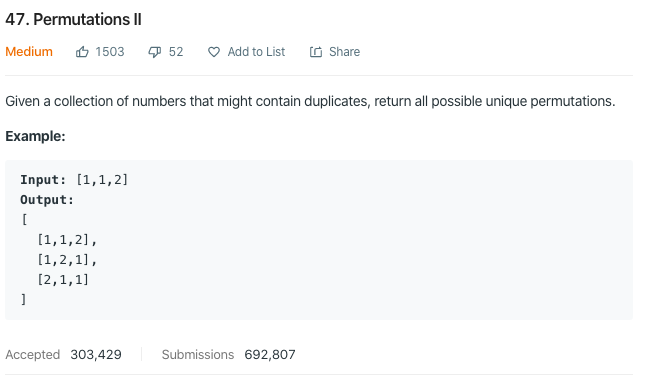 47. Permutations II
Medium 1503 52 Add to List Share
Given a collection of numbers that might contain duplicates, return all possible unique permutations.
Example:
Input: [1,1,2]
Output:
[
  [1,1,2],
  [1,2,1],
  [2,1,1]
]
Accepted 303,429 Submissions 692,807